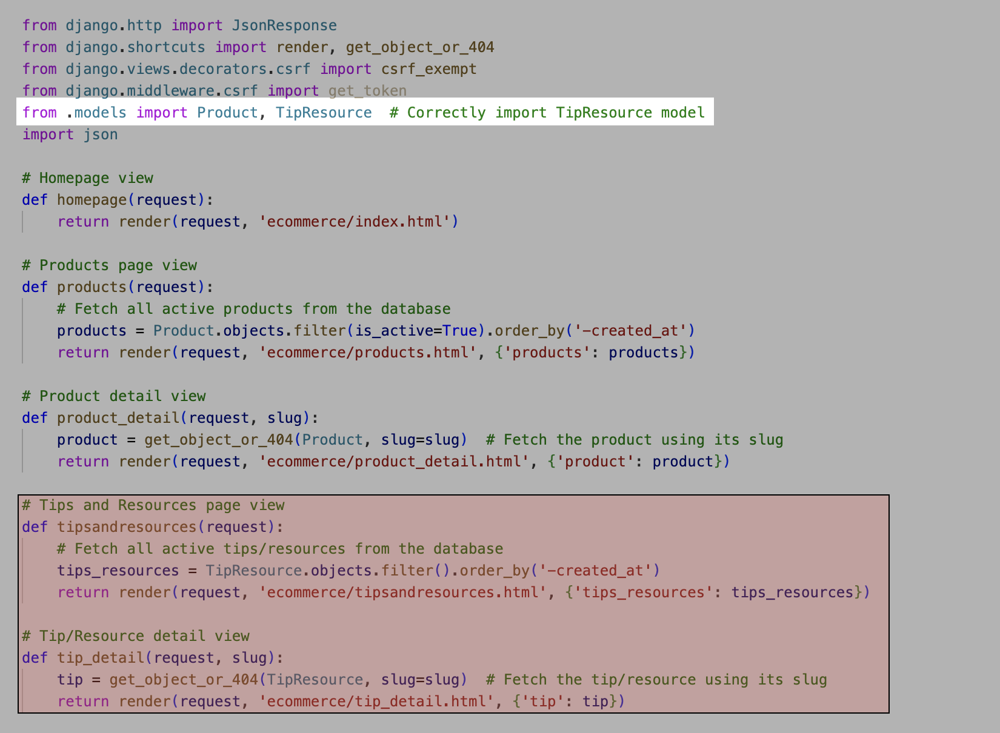 from django.http import JsonResponse
from django.shortcuts import render, get_object_or_404
from django.views.decorators.csrf import csrf_exempt
from django.middleware.csrf import get_token
from .models import Product, TipResource  # Correctly import TipResource model
import json

# Homepage view
def homepage(request):
    return render(request, 'ecommerce/index.html')

# Products page view
def products(request):
    # Fetch all active products from the database
    products = Product.objects.filter(is_active=True).order_by('-created_at')
    return render(request, 'ecommerce/products.html', {'products': products})

# Product detail view
def product_detail(request, slug):
    product = get_object_or_404(Product, slug=slug)  # Fetch the product using its slug
    return render(request, 'ecommerce/product_detail.html', {'product': product})

# Tips and Resources page view
def tipsandresources(request):
    # Fetch all active tips/resources from the database
    tips_resources = TipResource.objects.filter().order_by('-created_at')
    return render(request, 'ecommerce/tipsandresources.html', {'tips_resources': tips_resources})

# Tip/Resource detail view
def tip_detail(request, slug):
    tip = get_object_or_404(TipResource, slug=slug)  # Fetch the tip/resource using its slug
    return render(request, 'ecommerce/tip_detail.html', {'tip': tip})